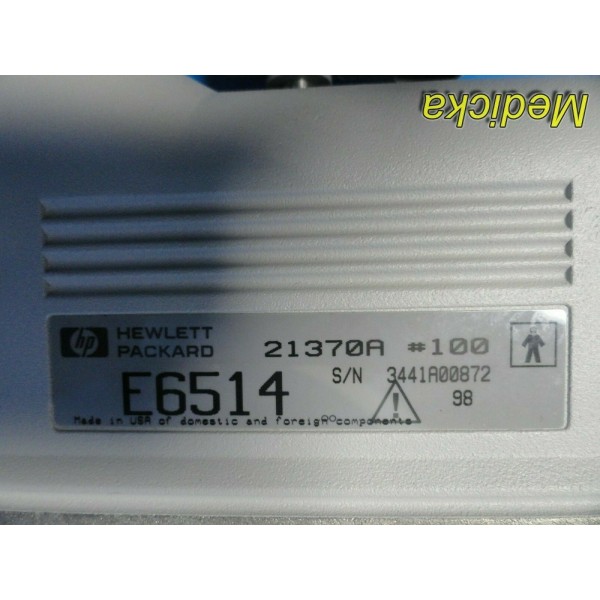 Medicka
hp HEWLETT PACKARD 21370A #100
S/N 3441A00872
E6514
98
Made in USA of domestic and foreign components